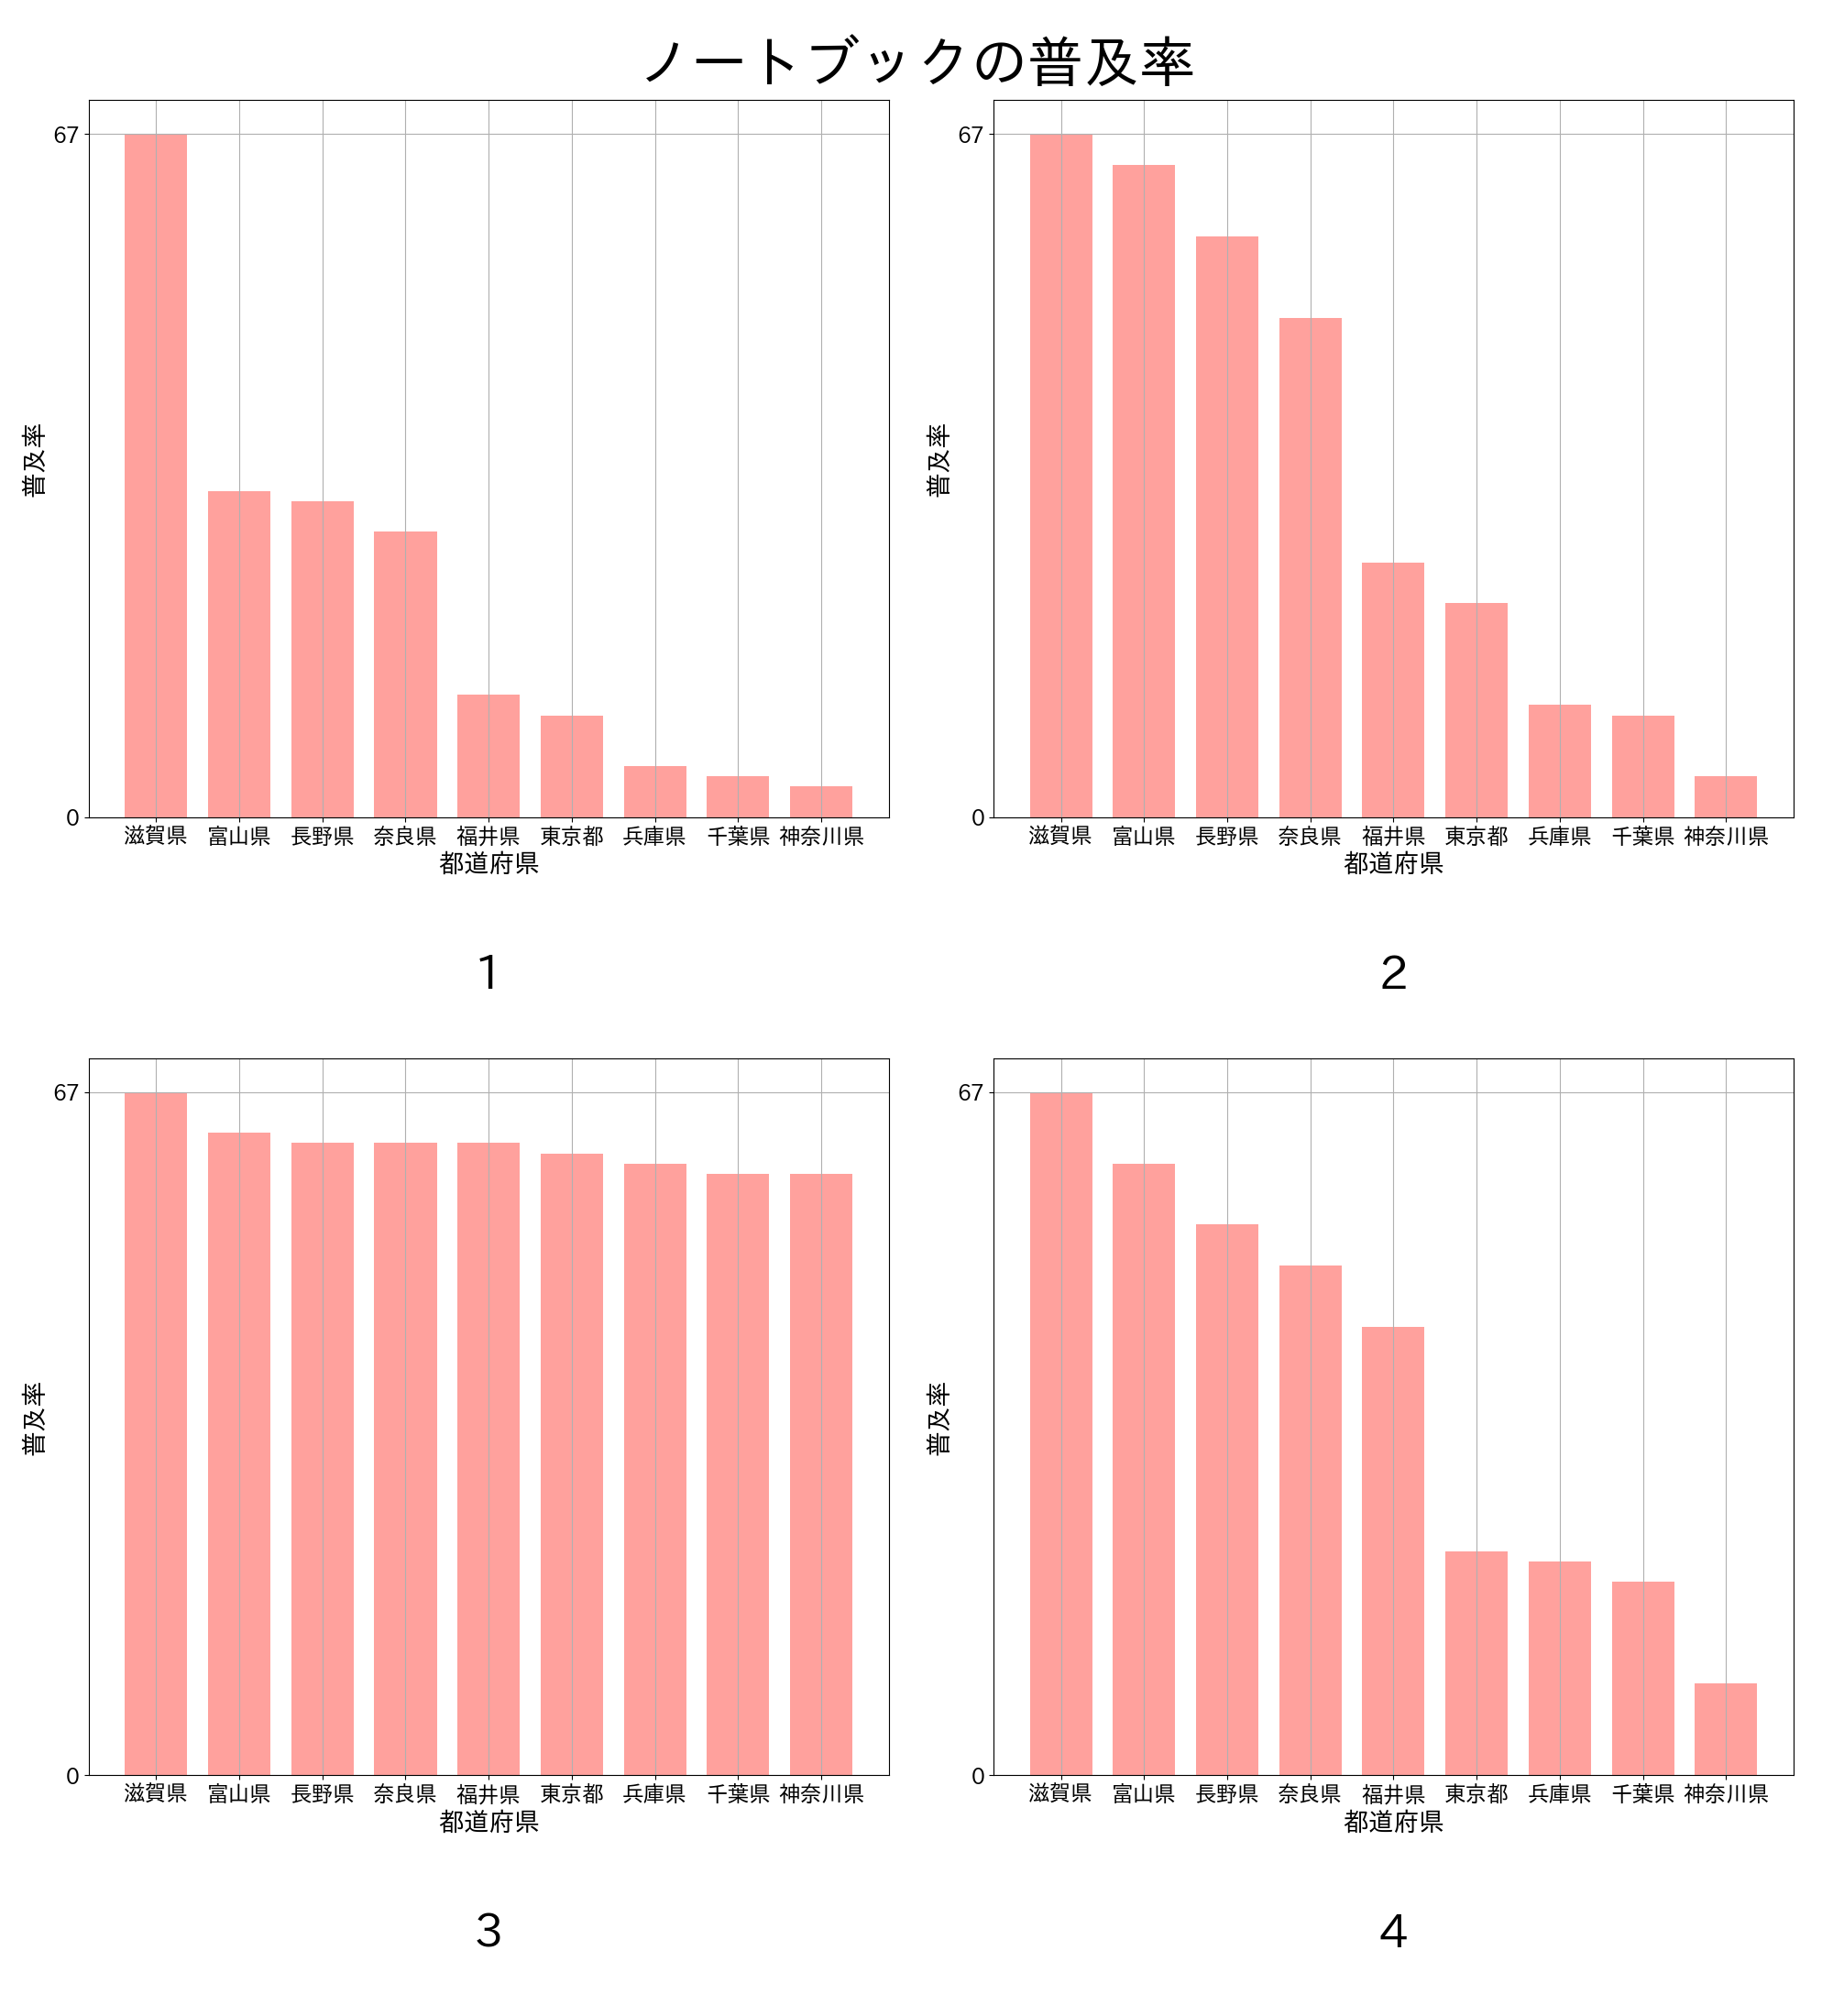 ノートブックの普及率
67
0
普及率
滋賀県 富山県 長野県 奈良県 福井県 東京都 兵庫県 千葉県 神奈川県
都道府県
1
67
0
普及率
滋賀県 富山県 長野県 奈良県 福井県 東京都 兵庫県 千葉県 神奈川県
都道府県
2
67
0
普及率
滋賀県 富山県 長野県 奈良県 福井県 東京都 兵庫県 千葉県 神奈川県
都道府県
3
67
0
普及率
滋賀県 富山県 長野県 奈良県 福井県 東京都 兵庫県 千葉県 神奈川県
都道府県
4